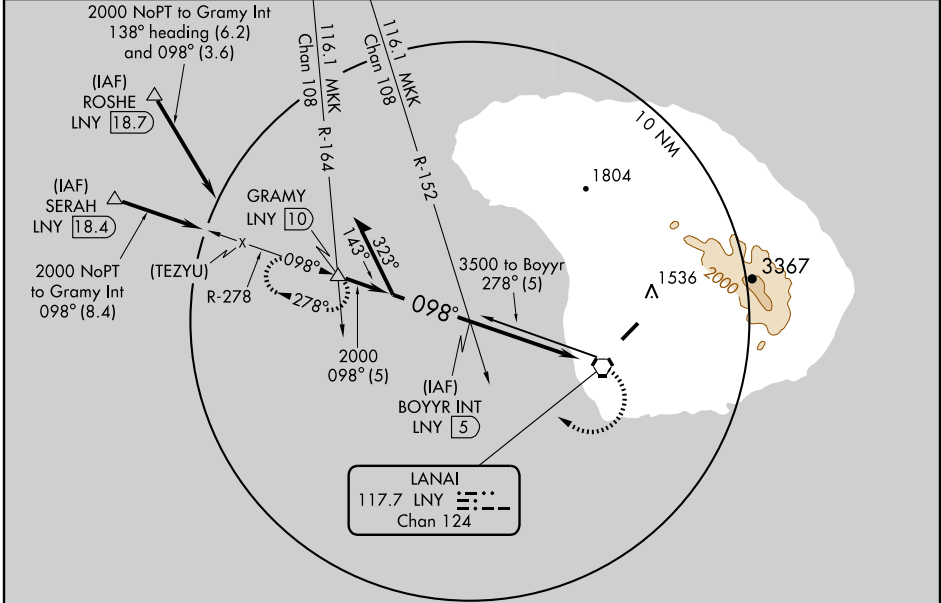 2000 NoPT to Gramy Int
138° heading (6.2)
and 098° (3.6)
(IAF)
ROSHE
LNY 18.7
(IAF)
SERAH
LNY 18.4
2000 NoPT
to Gramy Int
098° (8.4)
(TEZYU)
X
R-278
GRAMY
LNY 10
098°
278°
116.1 MKK
Chan 108
R-164
116.1 MKK
Chan 108
R-152
143°
323°
098°
2000
098° (5)
3500 to Boyyr
278° (5)
(IAF)
BOYYR INT
LNY 5
10 NM
1804
1536
2000
3367
LANAI
117.7 LNY
Chan 124